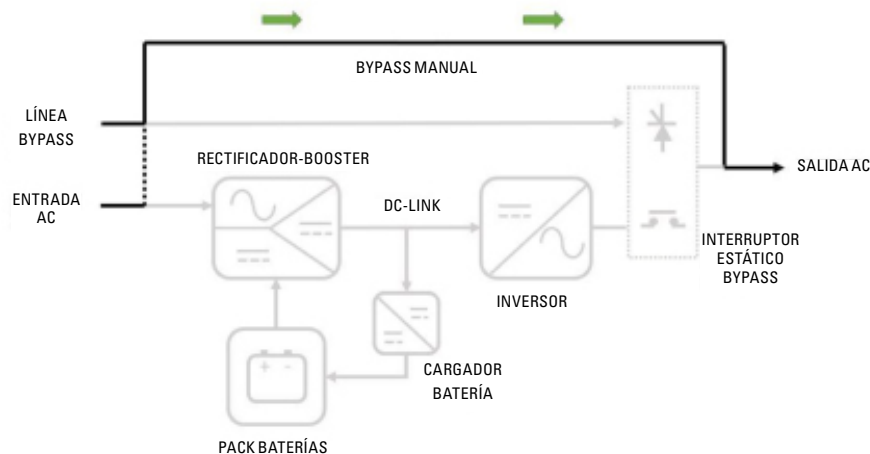 BYPASS MANUAL
LÍNEA
BYPASS
RECTIFICADOR-BOOSTER
SALIDA AC
ENTRADA
AC
DC-LINK
INTERRUPTOR
ESTÁTICO
BYPASS
INVERSOR
CARGADOR
BATERÍA
PACK BATERÍAS